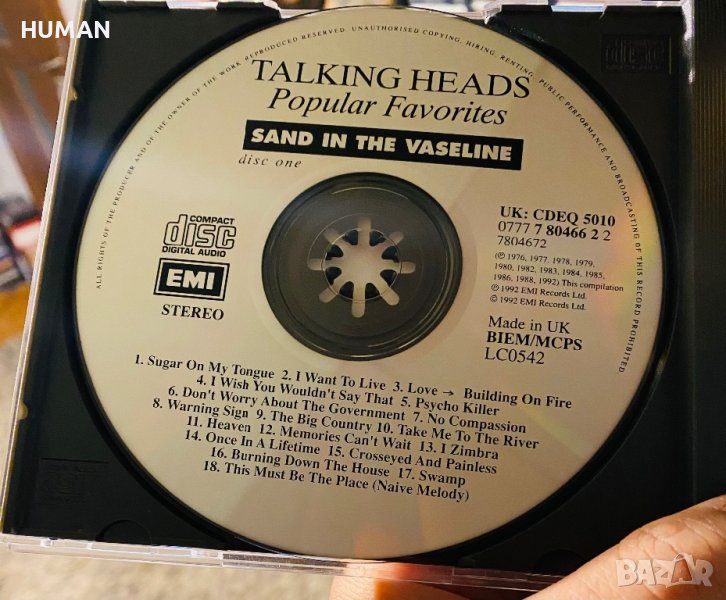 HUMAN
ALL RIGHTS OF THE PRODUCER AND OF THE OWNER OF THE WORK REPRODUCED RESERVED. UNAUTHORISED COPYING, HIRING, RENTING, PUBLIC PERFORMANCE AND BROADCASTING OF THIS RECORD PROHIBITED.
TALKING HEADS
Popular Favorites
SAND IN THE VASELINE
disc one
COMPACT
disc
DIGITAL AUDIO
EMI
STEREO
UK: CDEQ 5010
0777 7 80466 2 2
7804672
(℗ 1976, 1977, 1978, 1979,
1980, 1982, 1983, 1984, 1985,
1986, 1988, 1992) This compilation
℗ 1992 EMI Records Ltd.
© 1992 EMI Records Ltd.
Made in UK
BIEM/MCPS
LC0542
1. Sugar On My Tongue 2. I Want To Live 3. Love → Building On Fire
4. I Wish You Wouldn't Say That 5. Psycho Killer
6. Don't Worry About The Government 7. No Compassion
8. Warning Sign 9. The Big Country 10. Take Me To The River
11. Heaven 12. Memories Can't Wait 13. I Zimbra
14. Once In A Lifetime 15. Crosseyed And Painless
16. Burning Down The House 17. Swamp
18. This Must Be The Place (Naive Melody)
BAZAR